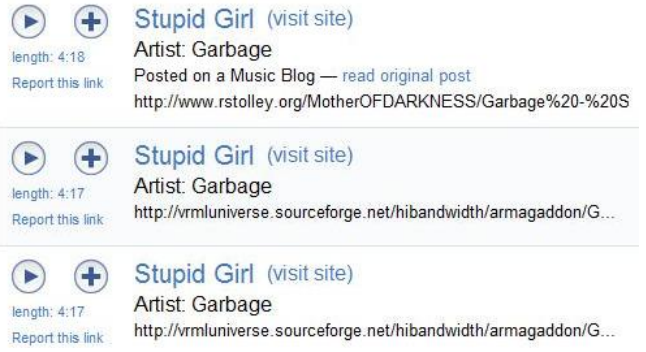 Stupid Girl (visit site)
Artist: Garbage
length: 4:18
Posted on a Music Blog — read original post
Report this link
http://www.rstolley.org/MotherOFDARKNESS/Garbage%20-%20S
Stupid Girl (visit site)
Artist: Garbage
length: 4:17
http://vrmluniverse.sourceforge.net/hibandwidth/armagaddon/G...
Report this link
Stupid Girl (visit site)
Artist: Garbage
length: 4:17
http://vrmluniverse.sourceforge.net/hibandwidth/armagaddon/G...
Report this link